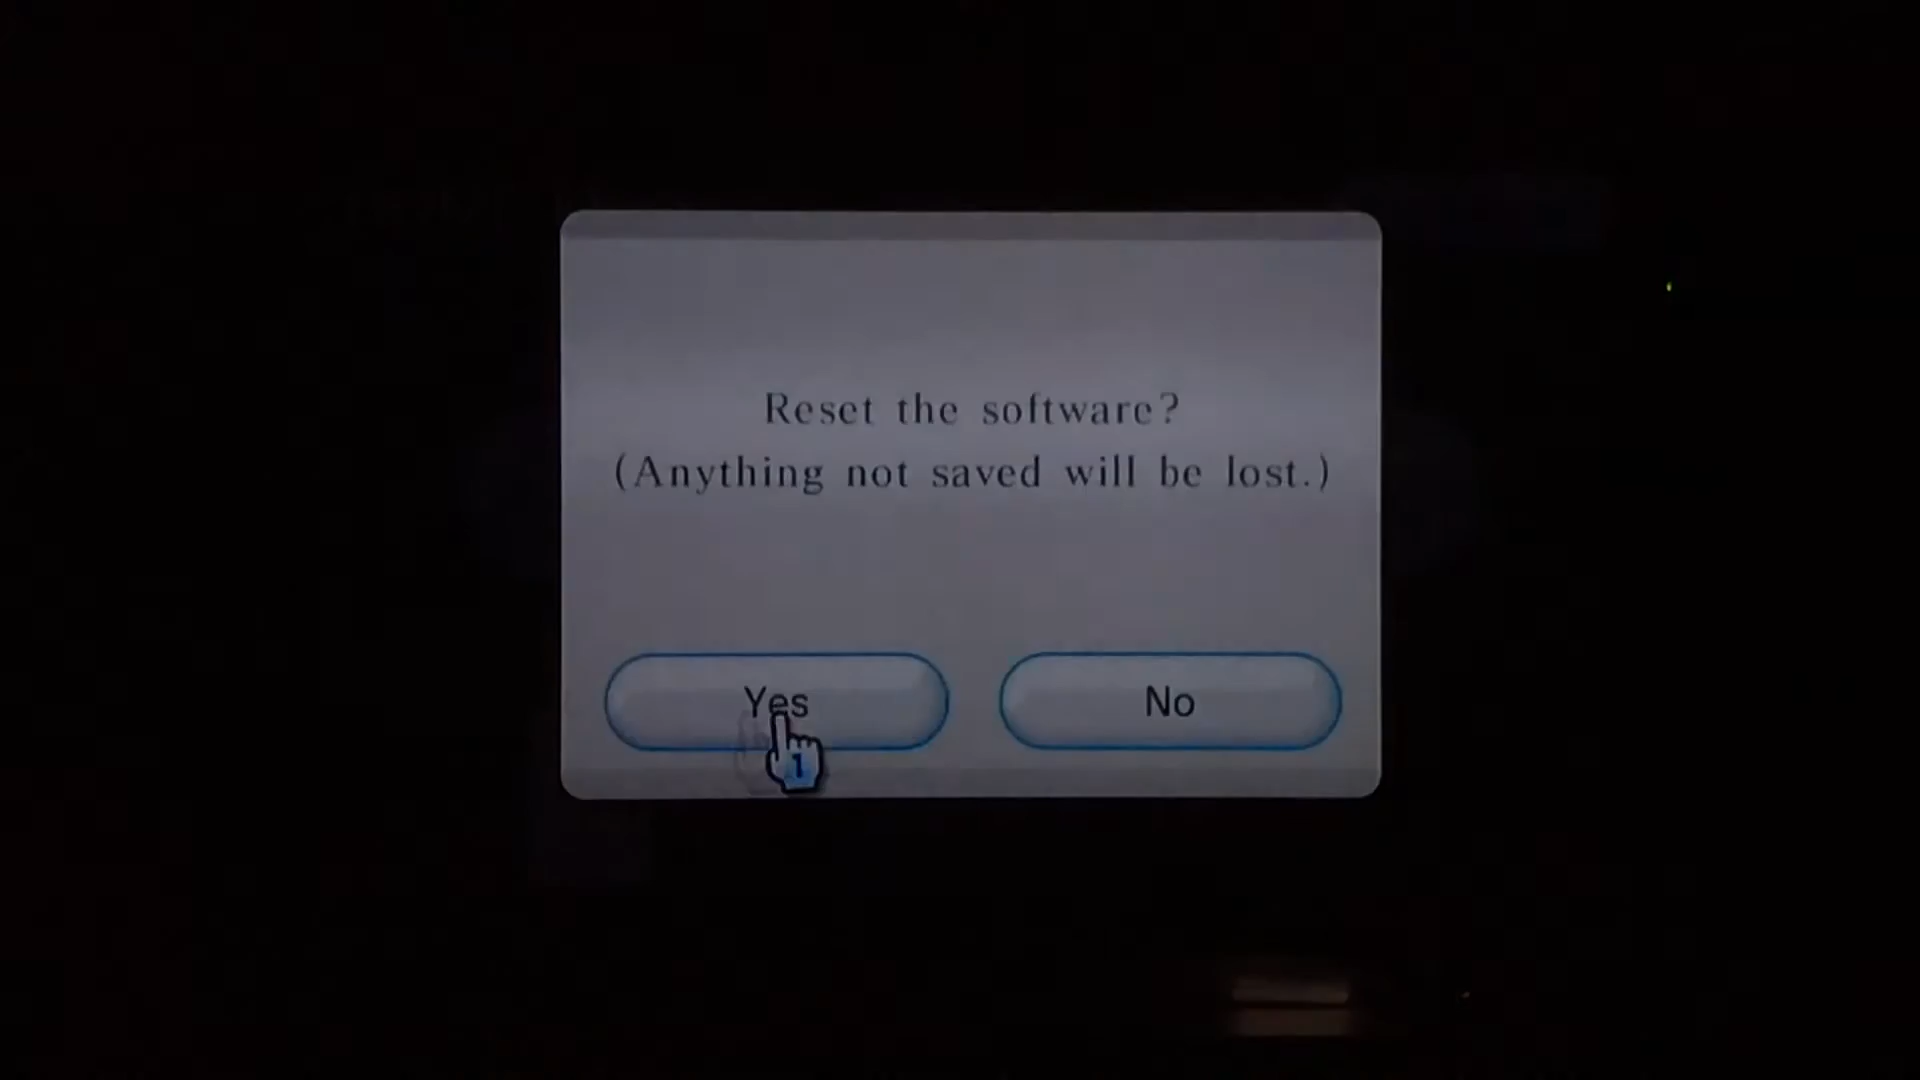 Reset the software?
(Anything not saved will be lost.)
Yes
No
1